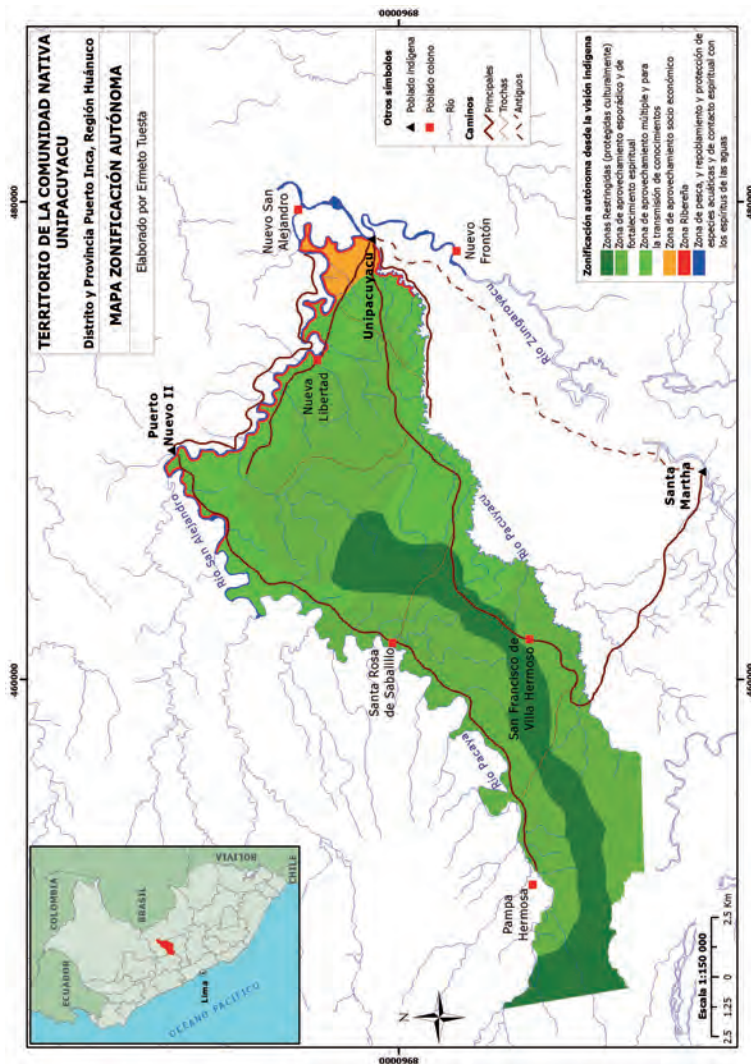 TERRITORIO DE LA COMUNIDAD NATIVA
UNIPACUYACU
Distrito y Provincia Puerto Inca, Región Huánuco
MAPA ZONIFICACIÓN AUTÓNOMA
Elaborado por Ermeto Tuesta
460000
480000
8960000
8960000
460000
480000
COLOMBIA
ECUADOR
BRASIL
BOLIVIA
CHILE
Lima
OCEANO PACÍFICO
Puerto
Nuevo II
Río San Alejandro
Nuevo San
Alejandro
Nueva
Libertad
Unipacuyacu
Nuevo
Frontón
Río Zungaroyacu
Río Pacuyacu
Santa Rosa
de Sabalillo
Río Pacaya
San Francisco de
Villa Hermoso
Pampa
Hermosa
Santa
Martha
N
Escala 1:150 000
2.5 1.25 0 2.5 Km
Otros símbolos
Poblado indígena
Poblado colono
Río
Caminos
Principales
Trochas
Antiguos
Zonificación autónoma desde la visión indígena
Zonas Restringidas (protegidas culturalmente)
Zona de aprovechamiento esporádico y de
fortalecimiento espiritual
Zona de aprovechamiento múltiple y para
la transmisión de conocimientos
Zona de aprovechamiento socio económico
Zona Ribereña
Zona de pesca, y repoblamiento y protección de
especies acuáticas y de contacto espiritual con
los espíritus de las aguas